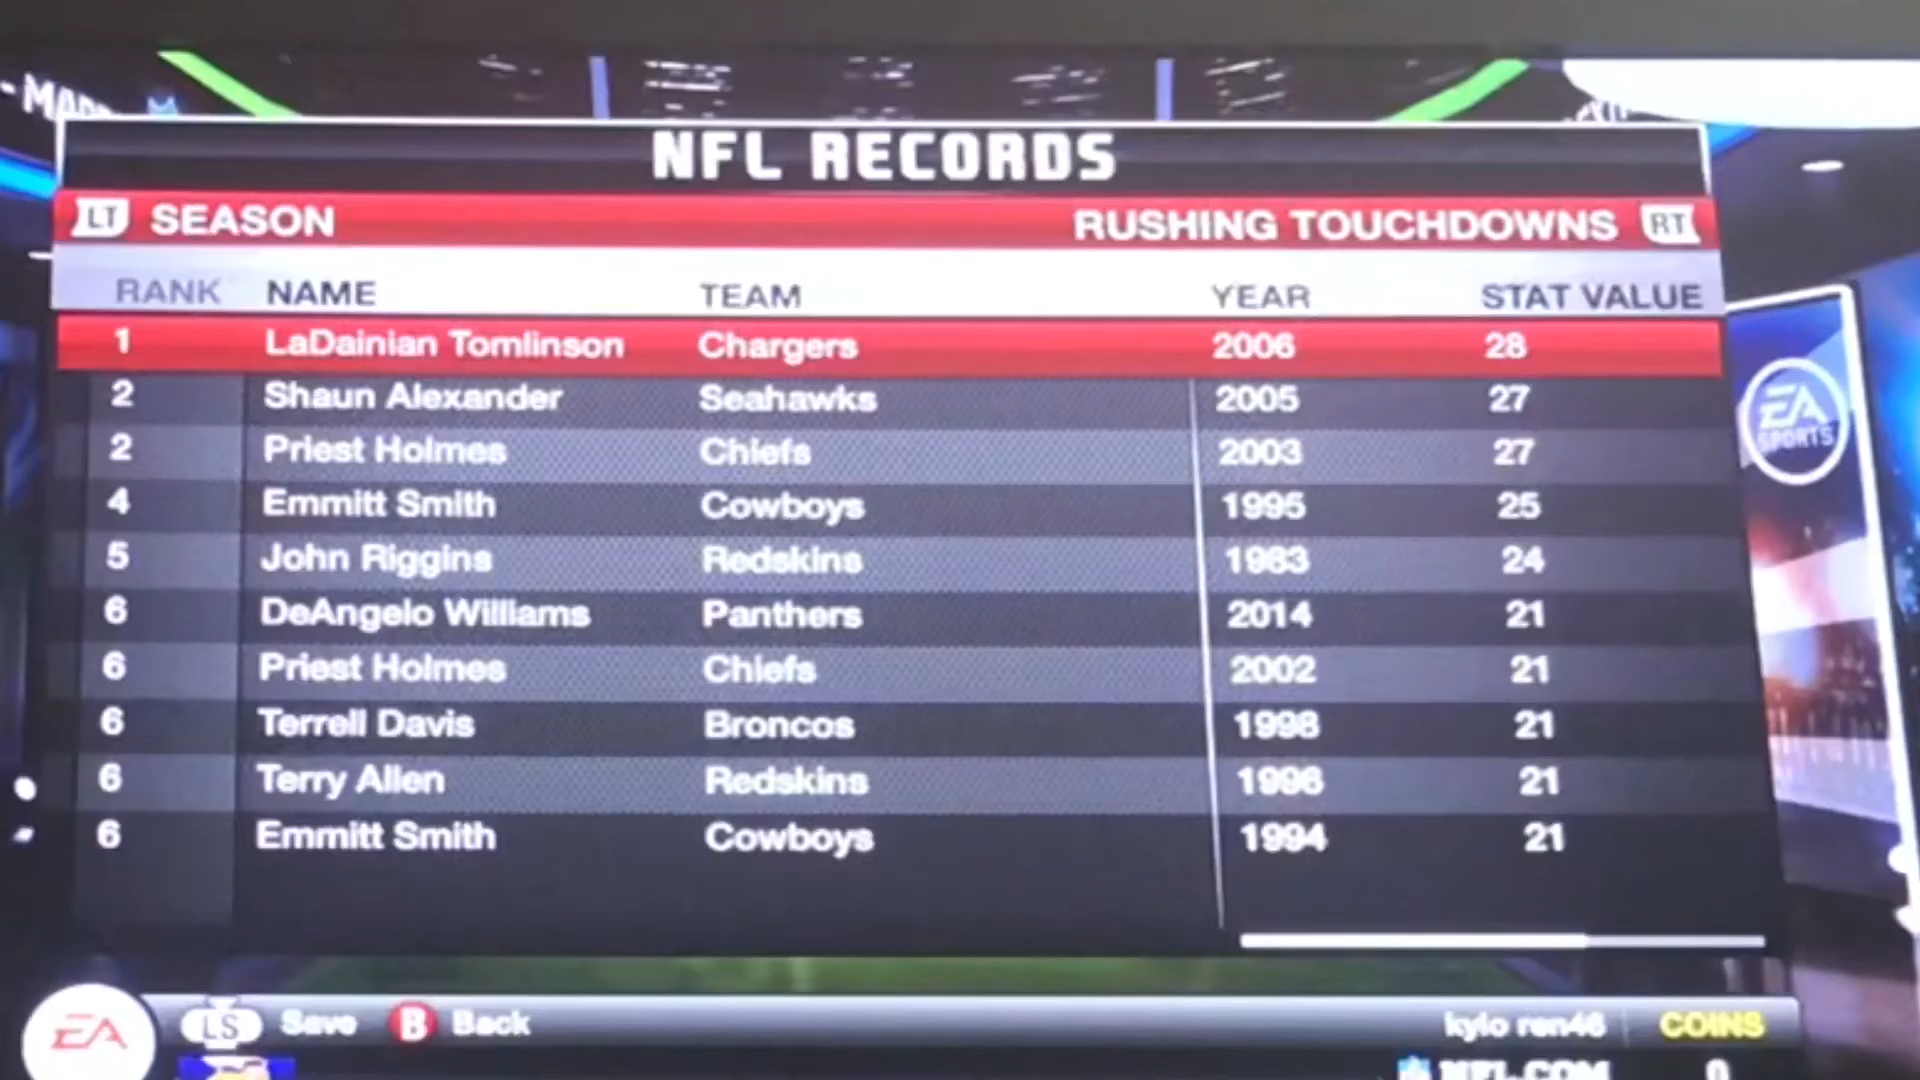 NFL RECORDS
LT SEASON RUSHING TOUCHDOWNS RT
RANK NAME TEAM YEAR STAT VALUE
1 LaDainian Tomlinson Chargers 2006 28
2 Shaun Alexander Seahawks 2005 27
2 Priest Holmes Chiefs 2003 27
4 Emmitt Smith Cowboys 1995 25
5 John Riggins Redskins 1983 24
6 DeAngelo Williams Panthers 2014 21
6 Priest Holmes Chiefs 2002 21
6 Terrell Davis Broncos 1998 21
6 Terry Allen Redskins 1996 21
6 Emmitt Smith Cowboys 1994 21
EA SPORTS
EA LS Save B Back kylo ren46 COINS
NFL.COM 0